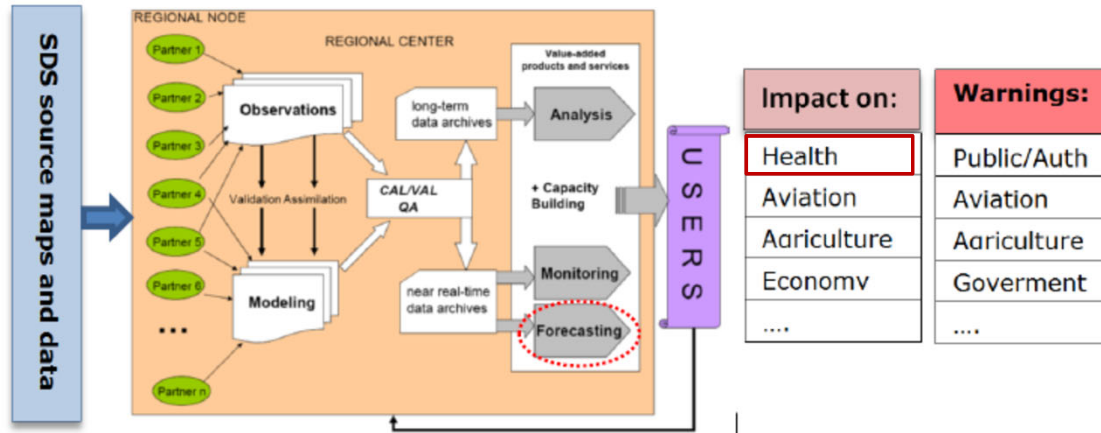 SDS source maps and data
REGIONAL NODE
REGIONAL CENTER
Partner 1
Partner 2
Partner 3
Partner 4
Partner 5
Partner 6
...
Partner n
Observations
Validation
Assimilation
Modeling
CAL/VAL
QA
long-term
data archives
near real-time
data archives
Value-added
products and services
Analysis
+ Capacity
Building
Monitoring
Forecasting
USERS
Impact on:
Health
Aviation
Agriculture
Economy
....
Warnings:
Public/Auth
Aviation
Agriculture
Goverment
....